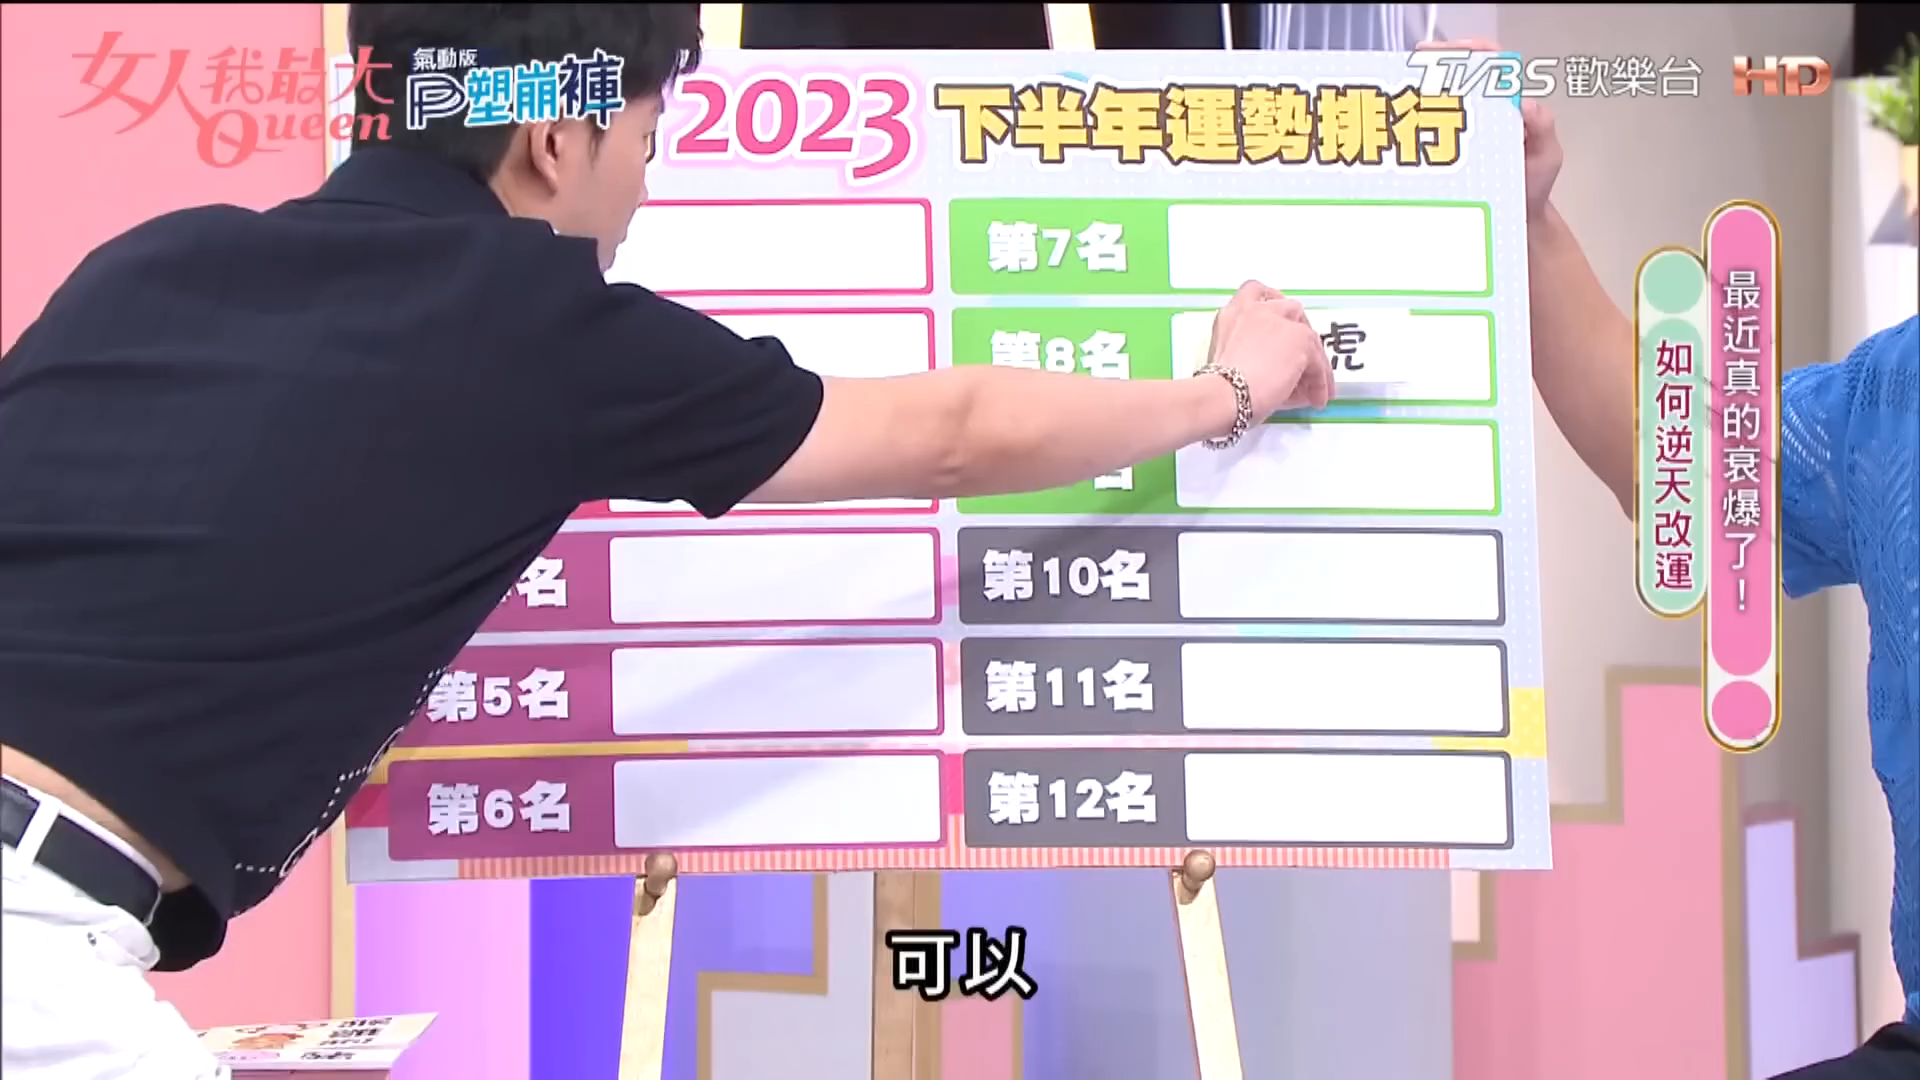 女人我最大
Queen
氣動版
P塑崩褲
TVBS歡樂台 HD
2023 下半年運勢排行
第7名
第8名
虎
名
名
第10名
第5名
第11名
第6名
第12名
最近真的衰爆了!
如何逆天改運
可以